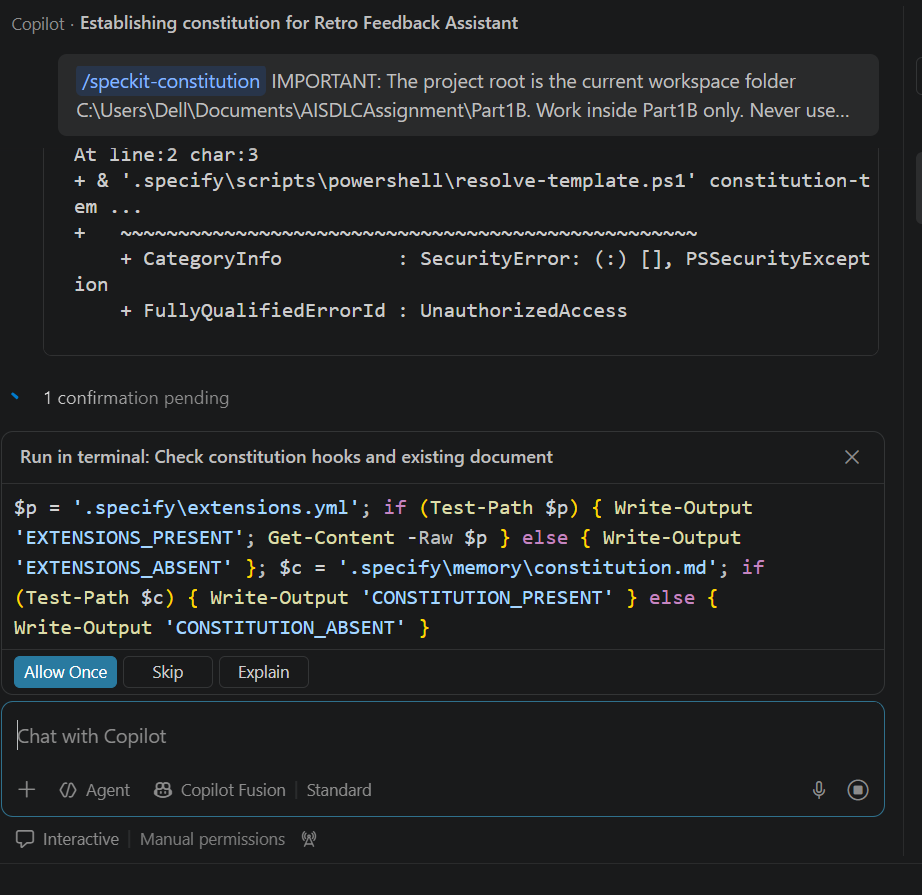 Copilot · Establishing constitution for Retro Feedback Assistant
/speckit-constitution IMPORTANT: The project root is the current workspace folder
C:\Users\Dell\Documents\AISDLCAssignment\Part1B. Work inside Part1B only. Never use...
At line:2 char:3
+ & '.specify\scripts\powershell\resolve-template.ps1' constitution-t
em ...
+   ~~~~~~~~~~~~~~~~~~~~~~~~~~~~~~~~~~~~~~~~~~~~~~~~~
    + CategoryInfo          : SecurityError: (:) [], PSSecurityExcept
ion
    + FullyQualifiedErrorId : UnauthorizedAccess
1 confirmation pending
Run in terminal: Check constitution hooks and existing document
$p = '.specify\extensions.yml'; if (Test-Path $p) { Write-Output
'EXTENSIONS_PRESENT'; Get-Content -Raw $p } else { Write-Output
'EXTENSIONS_ABSENT' }; $c = '.specify\memory\constitution.md'; if
(Test-Path $c) { Write-Output 'CONSTITUTION_PRESENT' } else {
Write-Output 'CONSTITUTION_ABSENT' }
Allow Once Skip Explain
Chat with Copilot
Agent Copilot Fusion Standard
Interactive Manual permissions